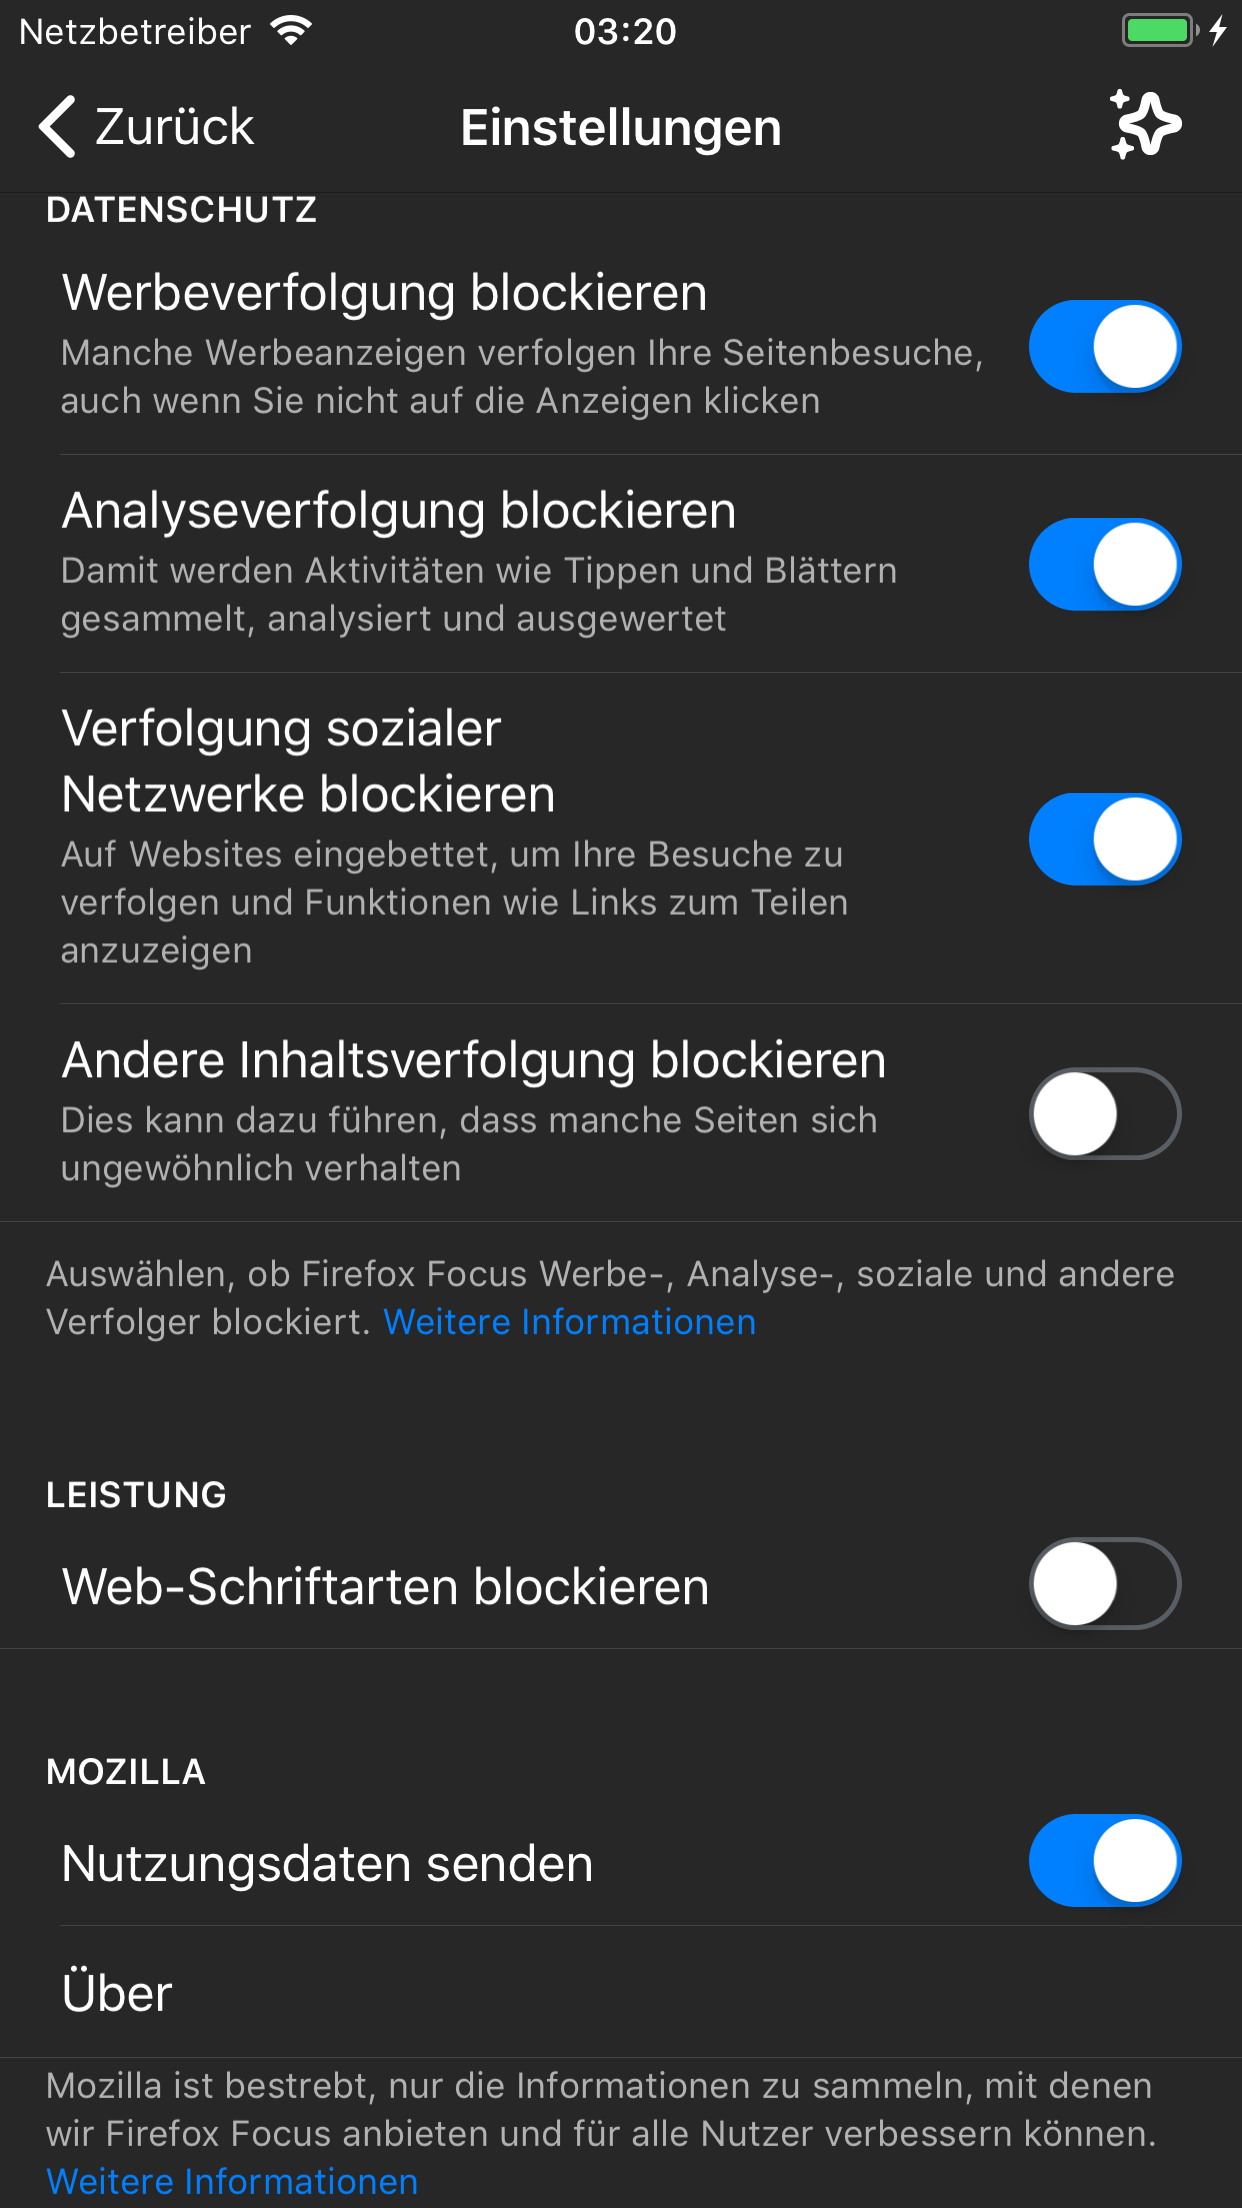 Netzbetreiber
03:20
Zurück
Einstellungen
DATENSCHUTZ
Werbeverfolgung blockieren
Manche Werbeanzeigen verfolgen Ihre Seitenbesuche,
auch wenn Sie nicht auf die Anzeigen klicken
Analyseverfolgung blockieren
Damit werden Aktivitäten wie Tippen und Blättern
gesammelt, analysiert und ausgewertet
Verfolgung sozialer
Netzwerke blockieren
Auf Websites eingebettet, um Ihre Besuche zu
verfolgen und Funktionen wie Links zum Teilen
anzuzeigen
Andere Inhaltsverfolgung blockieren
Dies kann dazu führen, dass manche Seiten sich
ungewöhnlich verhalten
Auswählen, ob Firefox Focus Werbe-, Analyse-, soziale und andere
Verfolger blockiert. Weitere Informationen
LEISTUNG
Web-Schriftarten blockieren
MOZILLA
Nutzungsdaten senden
Über
Mozilla ist bestrebt, nur die Informationen zu sammeln, mit denen
wir Firefox Focus anbieten und für alle Nutzer verbessern können.
Weitere Informationen